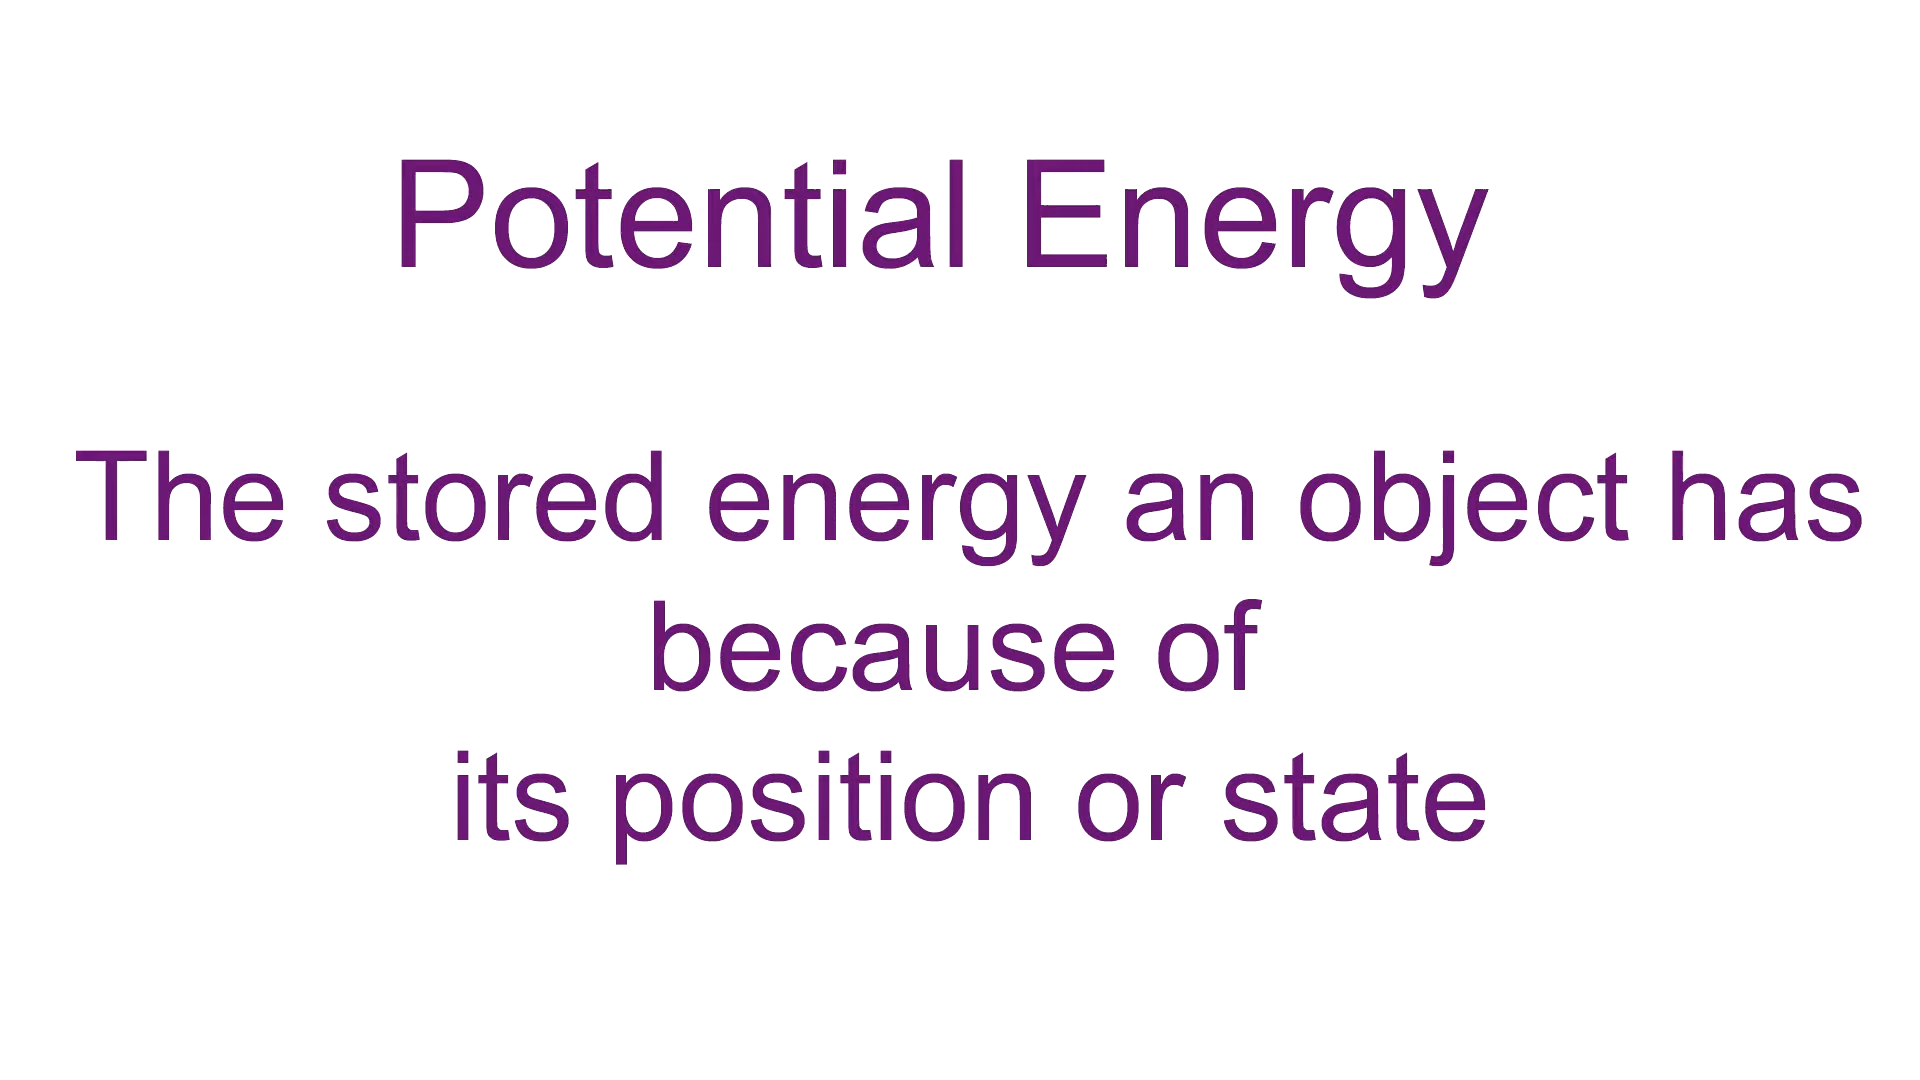 Potential Energy
The stored energy an object has
because of
its position or state